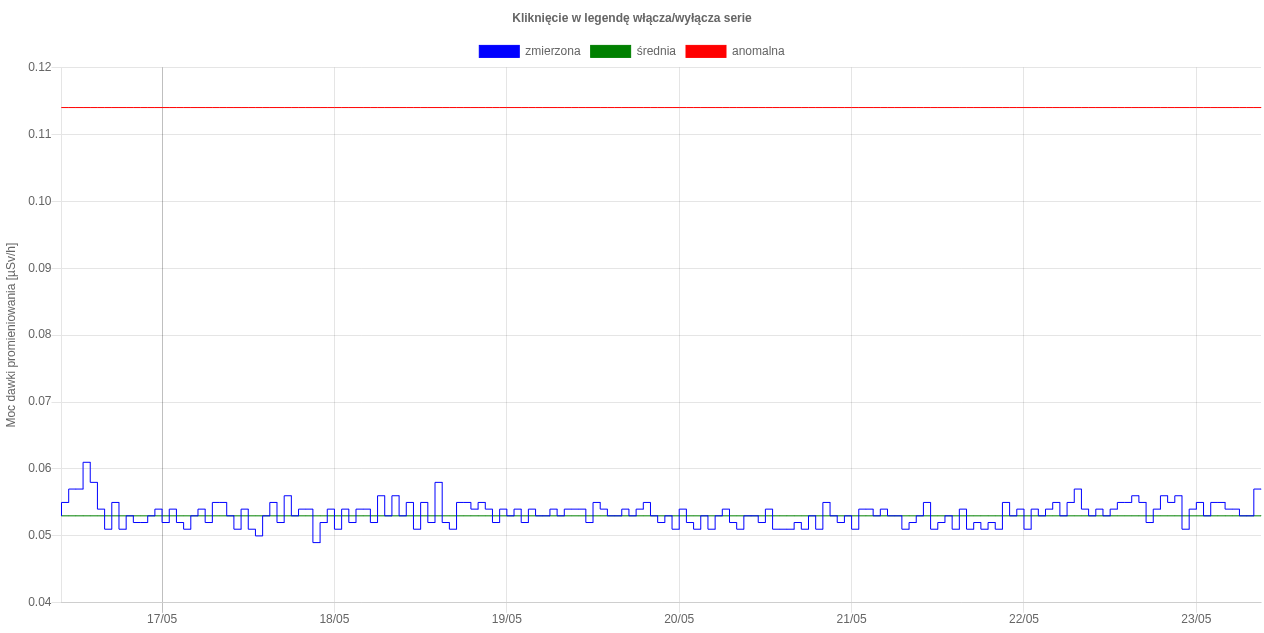 Kliknięcie w legendę włącza/wyłącza serie
zmierzona średnia anomalna
Moc dawki promieniowania [µSv/h]
0.12
0.11
0.10
0.09
0.08
0.07
0.06
0.05
0.04
17/05 18/05 19/05 20/05 21/05 22/05 23/05